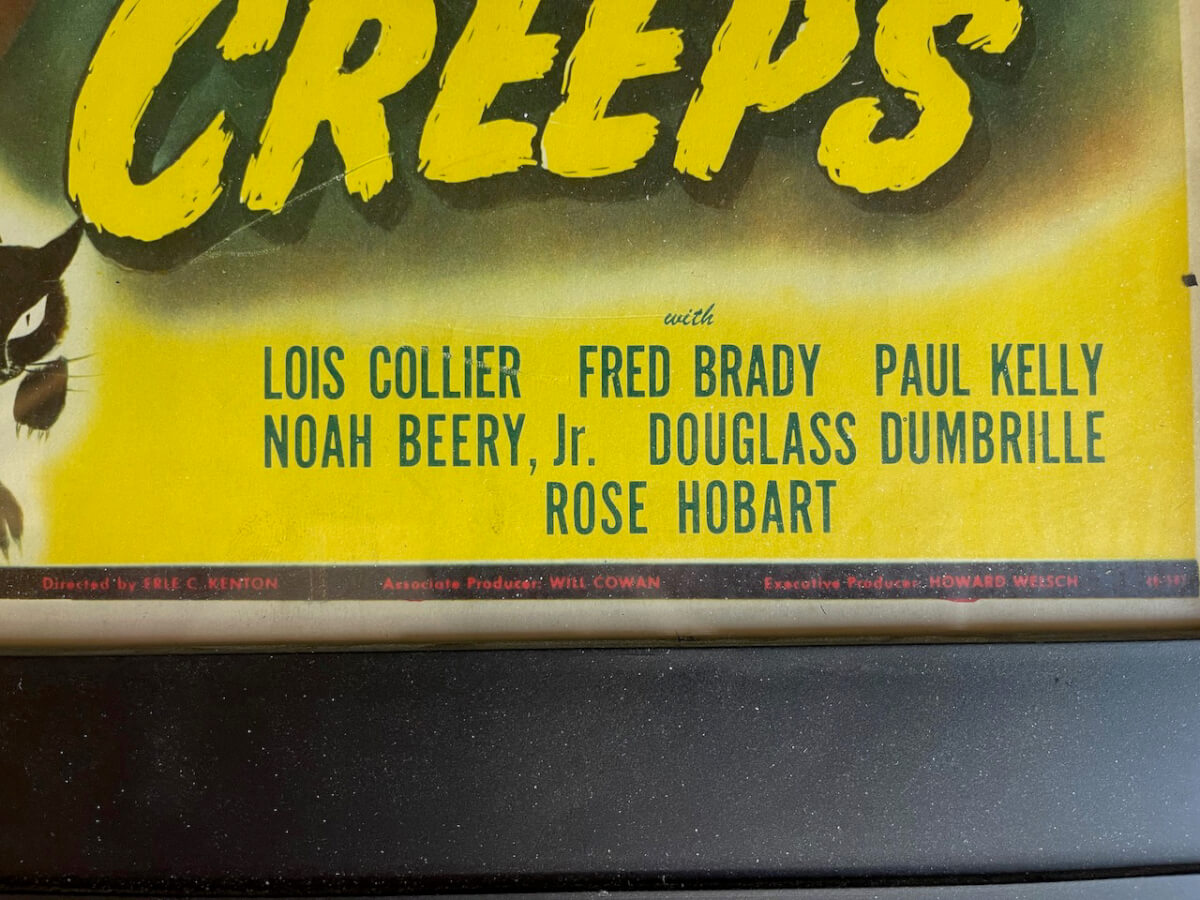 CREEPS
with
LOIS COLLIER FRED BRADY PAUL KELLY
NOAH BEERY, Jr. DOUGLASS DUMBRILLE
ROSE HOBART
Directed by ERLE C. KENTON Associate Producer: WILL COWAN Executive Producer: HOWARD WELSCH